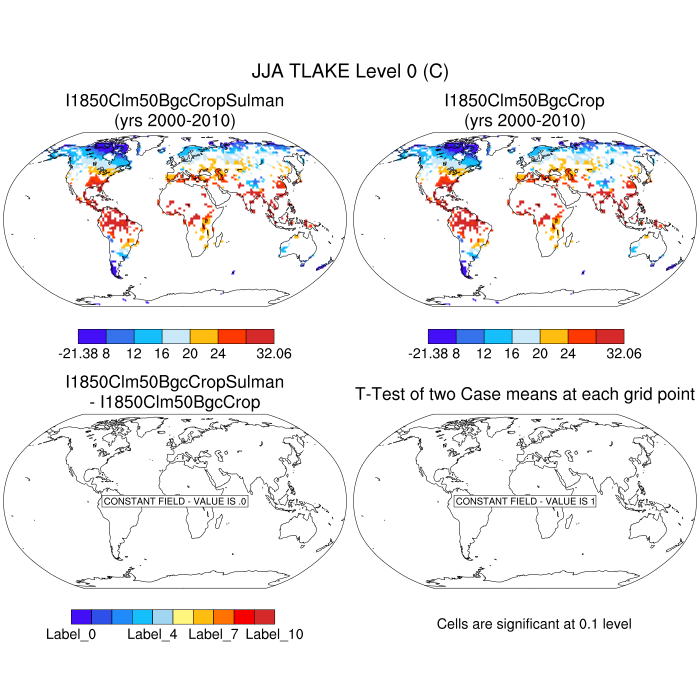 JJA TLAKE Level 0 (C)
I1850Clm50BgcCropSulman
(yrs 2000-2010)
I1850Clm50BgcCrop
(yrs 2000-2010)
-21.38 8 12 16 20 24 32.06
-21.38 8 12 16 20 24 32.06
I1850Clm50BgcCropSulman
- I1850Clm50BgcCrop
T-Test of two Case means at each grid point
CONSTANT FIELD - VALUE IS .0
CONSTANT FIELD - VALUE IS 1
Label_0 Label_4 Label_7 Label_10
Cells are significant at 0.1 level